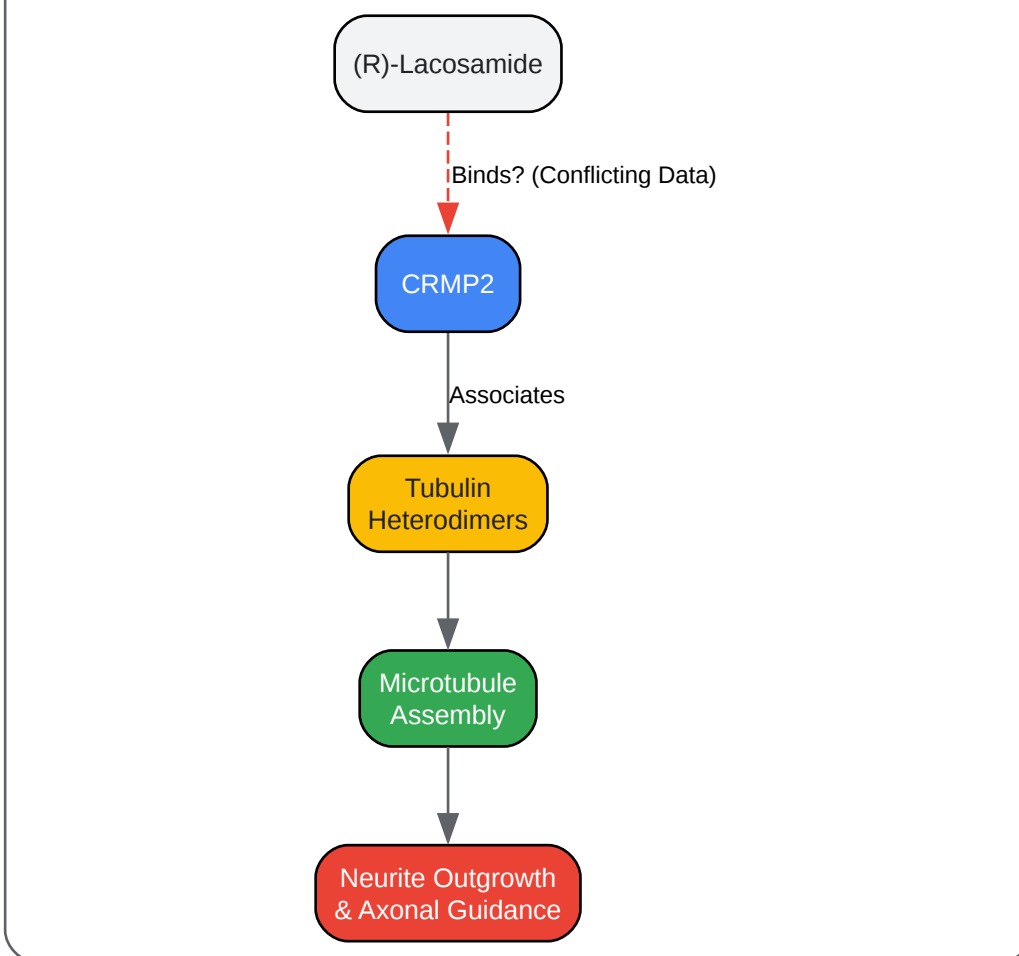 (R)-Lacosamide
Binds? (Conflicting Data)
CRMP2
Associates
Tubulin
Heterodimers
Microtubule
Assembly
Neurite Outgrowth
& Axonal Guidance